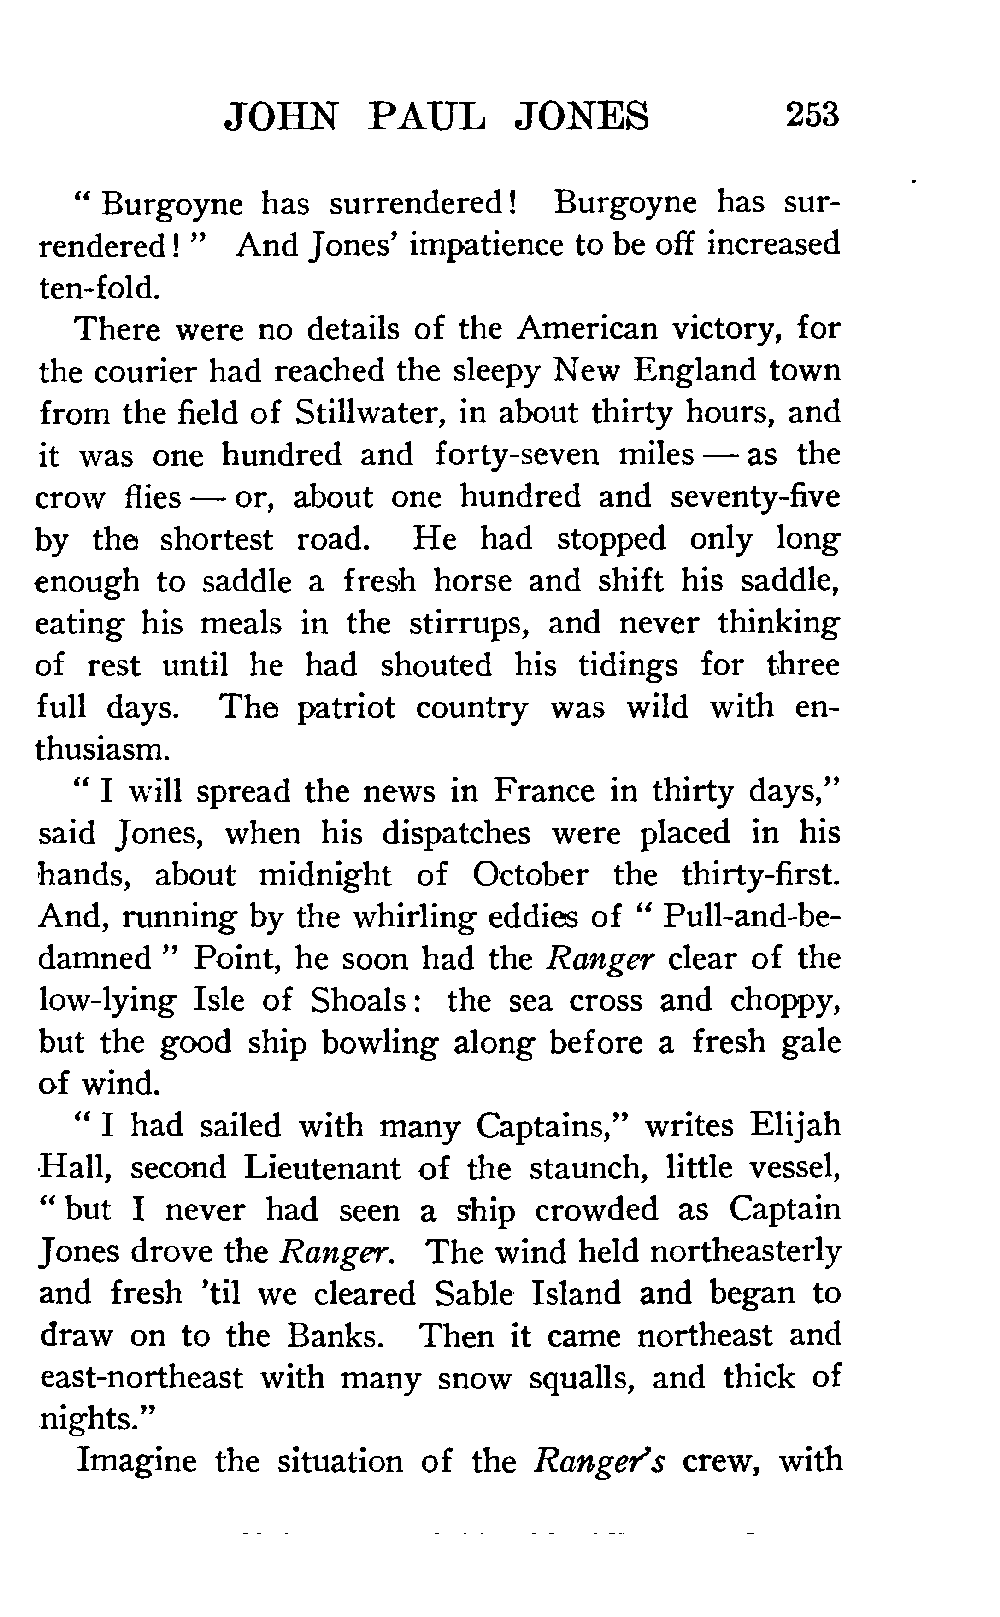 JOHN PAUL JONES 253
“ Burgoyne has surrendered! Burgoyne has sur-
rendered! ” And Jones’ impatience to be off increased
ten-fold.
There were no details of the American victory, for
the courier had reached the sleepy New England town
from the field of Stillwater, in about thirty hours, and
it was one hundred and forty-seven miles — as the
crow flies — or, about one hundred and seventy-five
by the shortest road. He had stopped only long
enough to saddle a fresh horse and shift his saddle,
eating his meals in the stirrups, and never thinking
of rest until he had shouted his tidings for three
full days. The patriot country was wild with en-
thusiasm.
“ I will spread the news in France in thirty days,”
said Jones, when his dispatches were placed in his
hands, about midnight of October the thirty-first.
And, running by the whirling eddies of “ Pull-and-be-
damned ” Point, he soon had the Ranger clear of the
low-lying Isle of Shoals: the sea cross and choppy,
but the good ship bowling along before a fresh gale
of wind.
“ I had sailed with many Captains,” writes Elijah
Hall, second Lieutenant of the staunch, little vessel,
“ but I never had seen a ship crowded as Captain
Jones drove the Ranger. The wind held northeasterly
and fresh ’til we cleared Sable Island and began to
draw on to the Banks. Then it came northeast and
east-northeast with many snow squalls, and thick of
nights.”
Imagine the situation of the Ranger’s crew, with